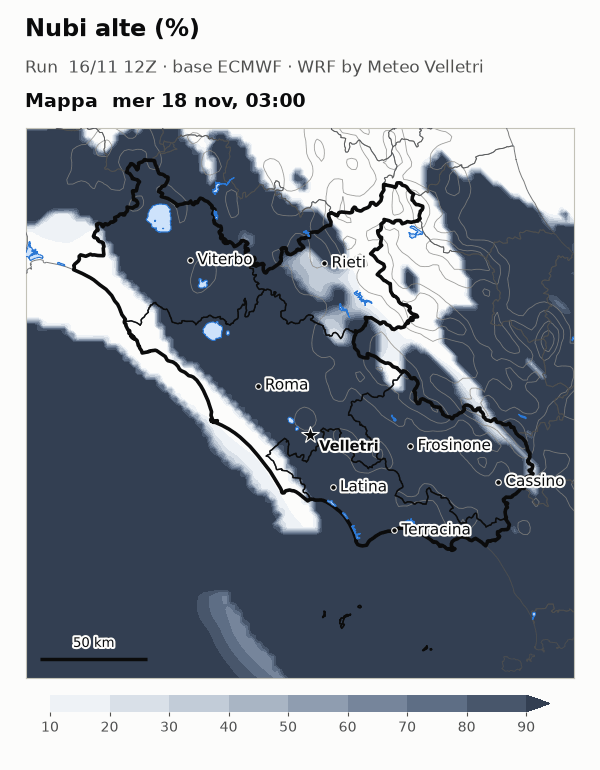 Nubi alte (%)
Run  16/11 12Z · base ECMWF · WRF by Meteo Velletri
Mappa  mer 18 nov, 03:00
Viterbo
Rieti
Roma
Velletri
Frosinone
Cassino
Latina
Terracina
50 km
10 20 30 40 50 60 70 80 90